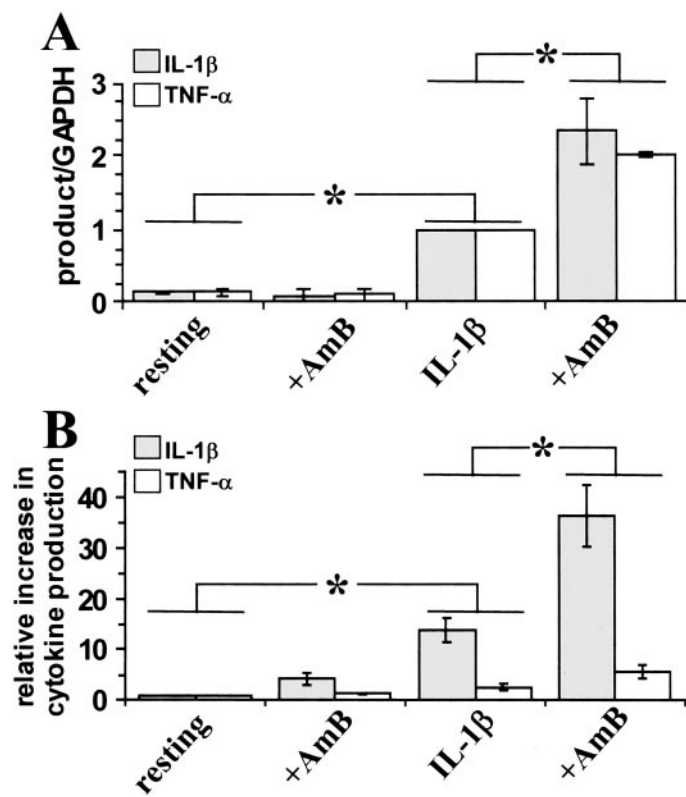 A
IL-1β
TNF-α
*
*
product/GAPDH
3
2
1
0
resting
+AmB
IL-1β
+AmB
B
IL-1β
TNF-α
*
*
relative increase in
cytokine production
40
30
20
10
0
resting
+AmB
IL-1β
+AmB